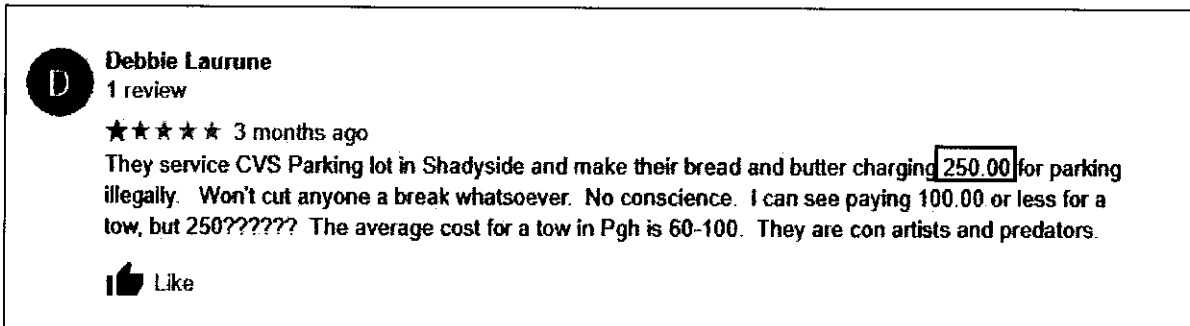 D
Debbie Laurune
1 review
★★★★★ 3 months ago
They service CVS Parking lot in Shadyside and make their bread and butter charging 250.00 for parking
illegally. Won't cut anyone a break whatsoever. No conscience. I can see paying 100.00 or less for a
tow, but 250?????? The average cost for a tow in Pgh is 60-100. They are con artists and predators.
Like